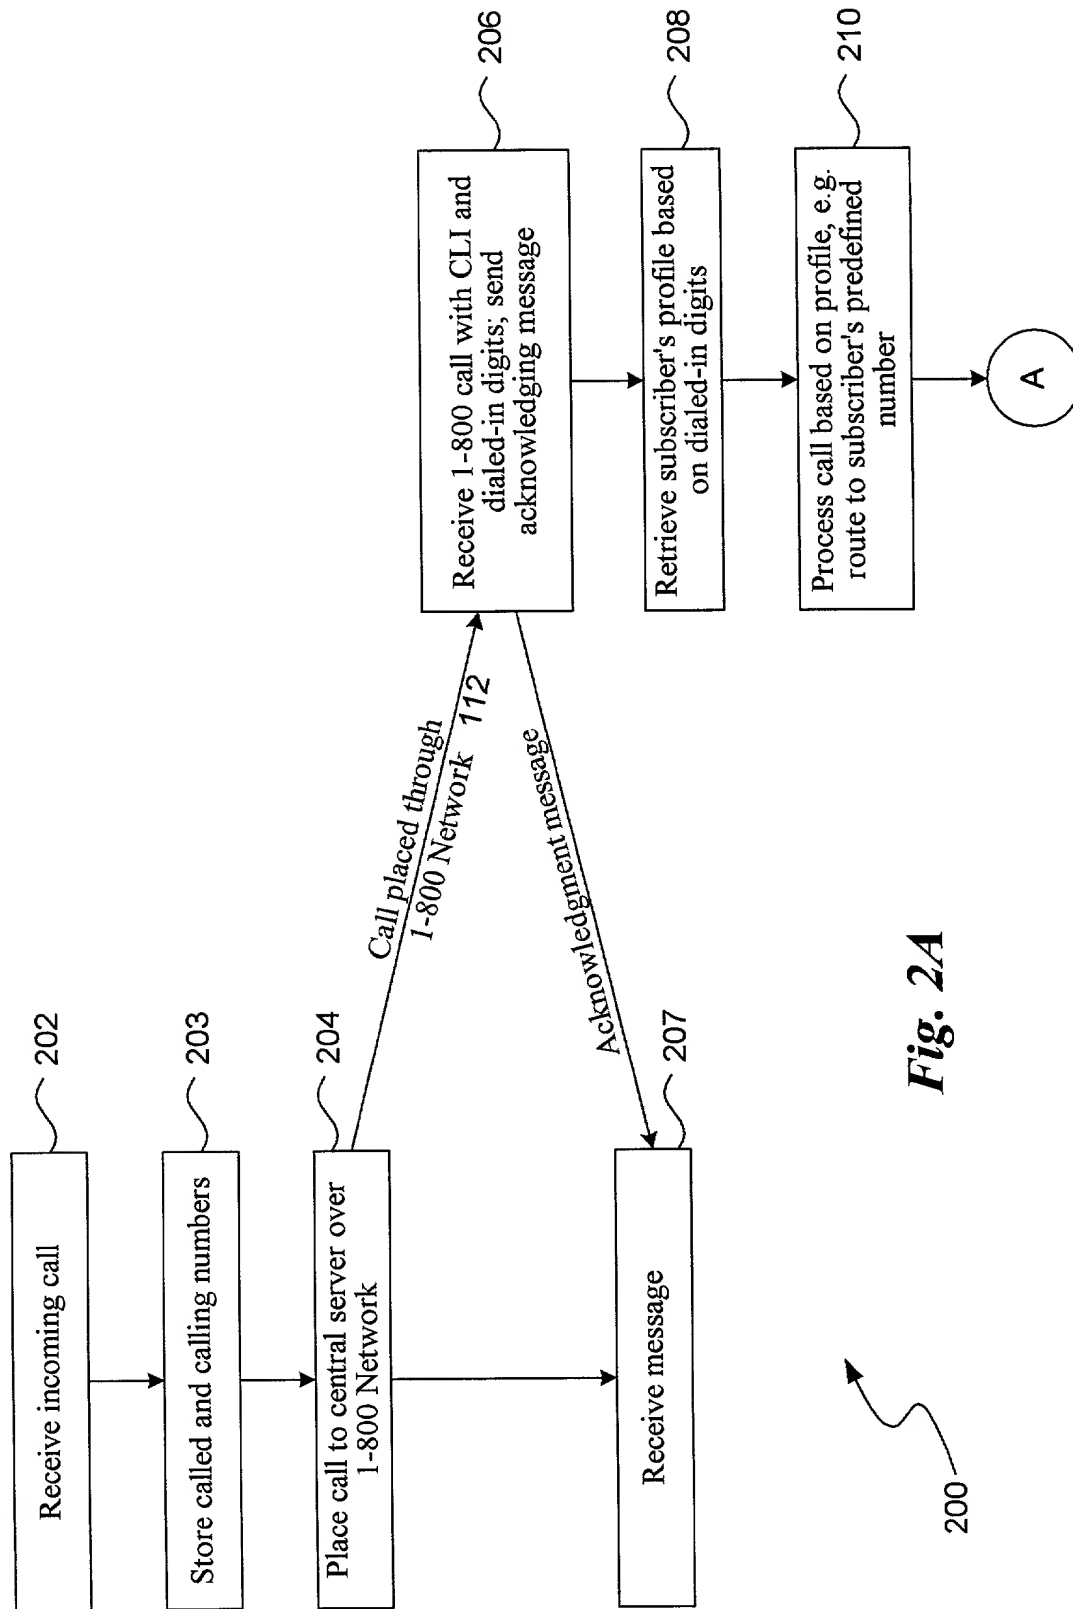 Receive incoming call
202
Store called and calling numbers
203
Place call to central server over
1-800 Network
204
Call placed through
1-800 Network 112
Receive 1-800 call with CLI and
dialed-in digits; send
acknowledging message
206
Acknowledgment message
Receive message
207
Retrieve subscriber's profile based
on dialed-in digits
208
Process call based on profile, e.g.
route to subscriber's predefined
number
210
A
200
Fig. 2A